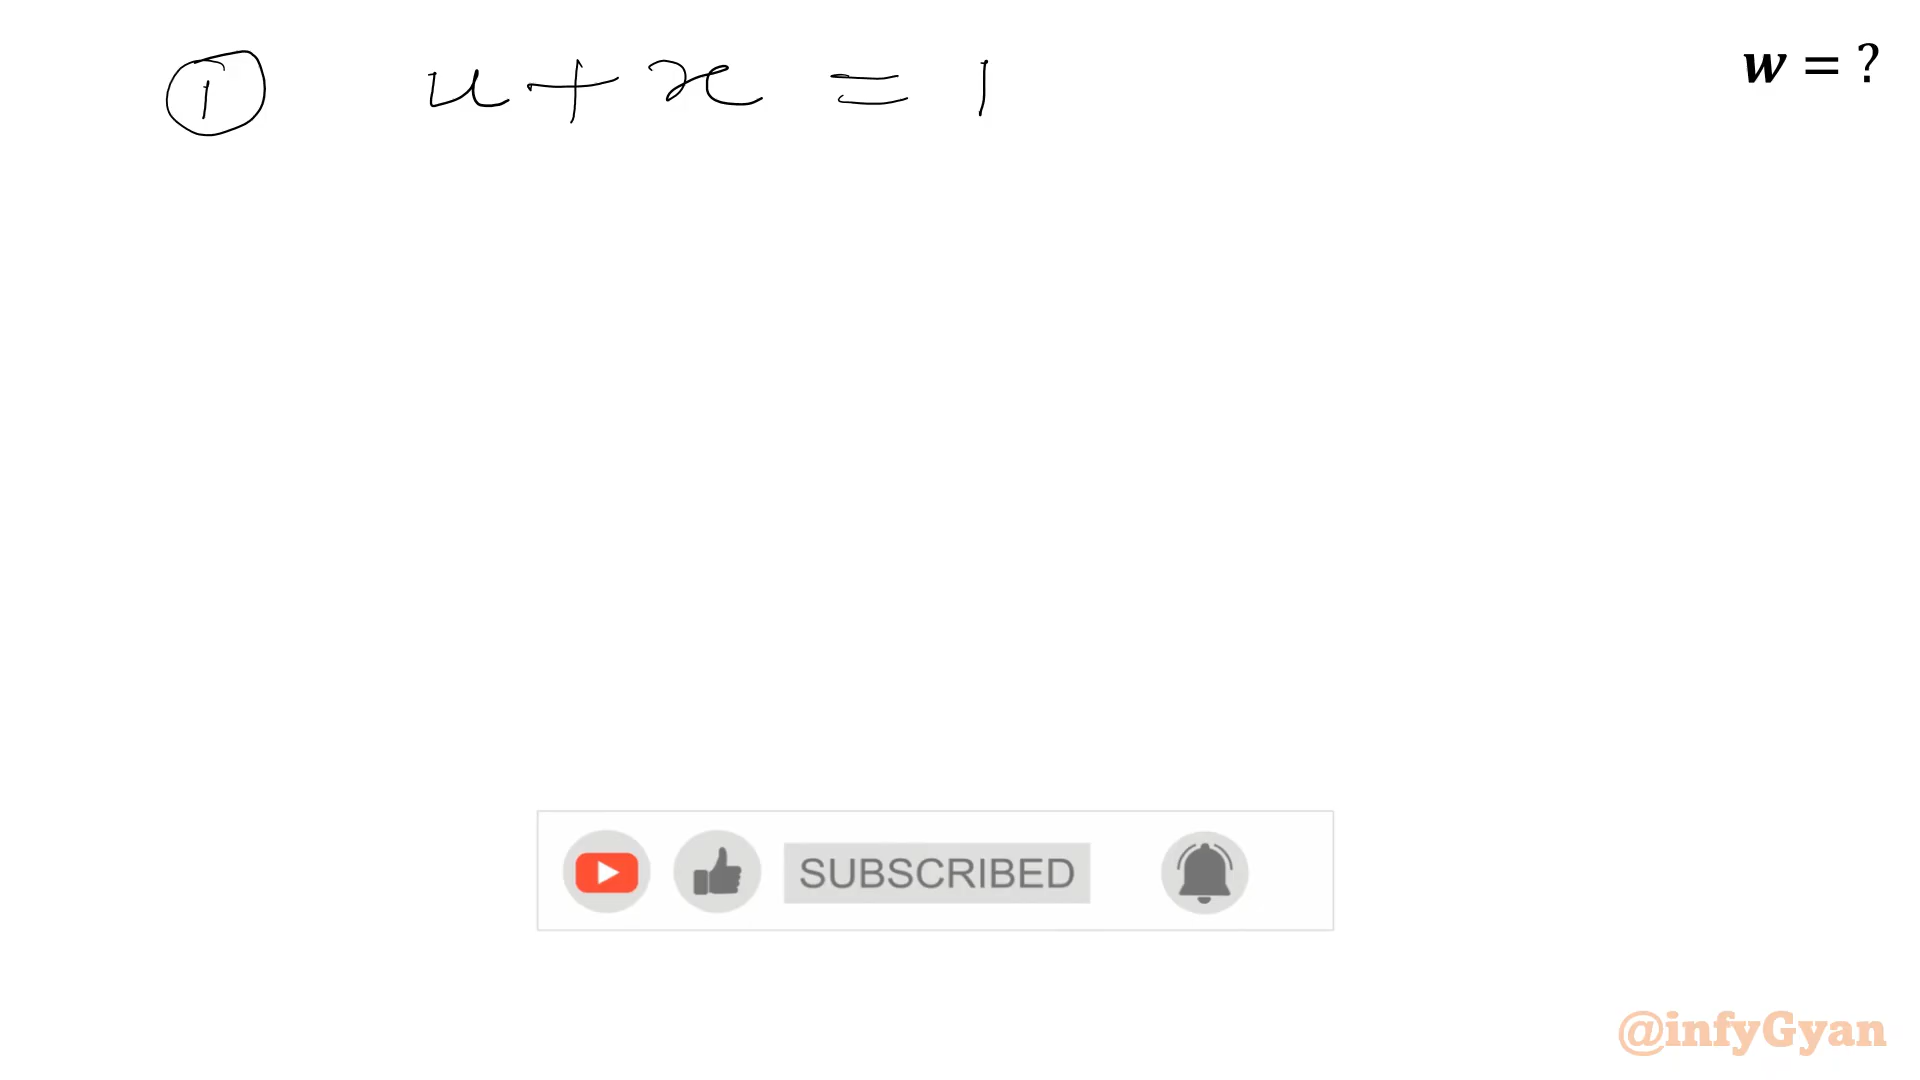 ① u + x = 1
w = ?
SUBSCRIBED
@infyGyan